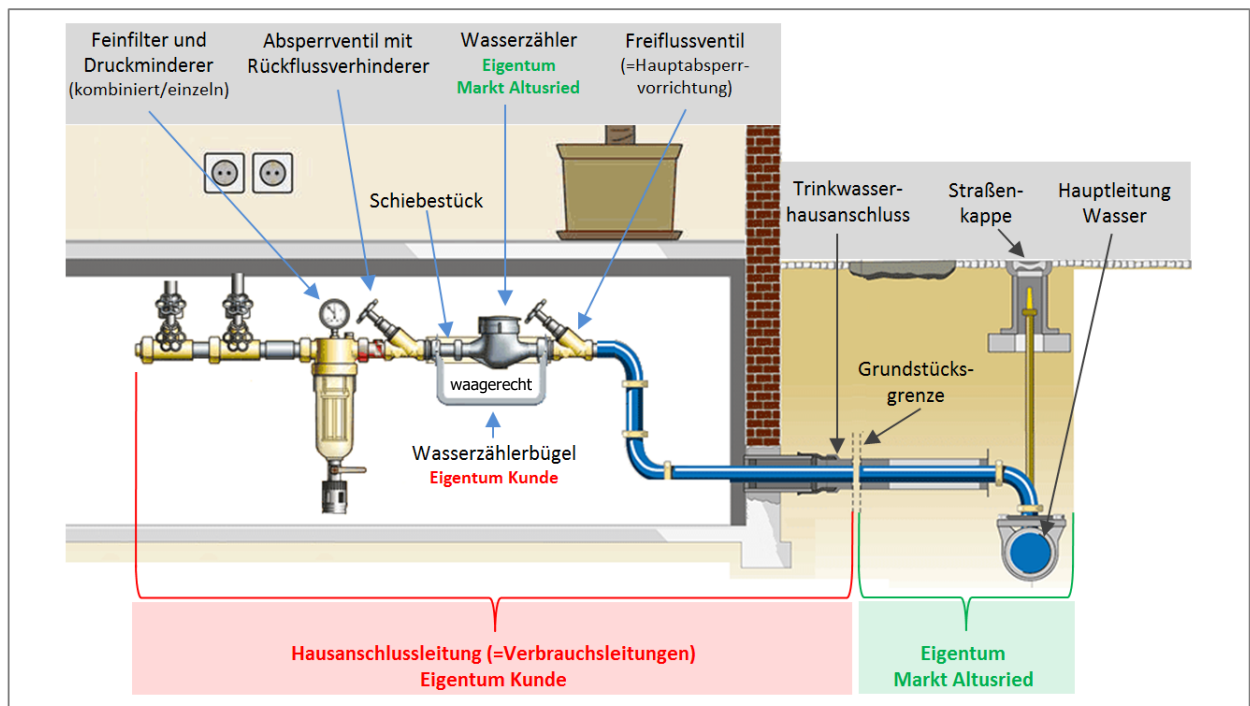 Feinfilter und
Druckminderer
(kombiniert/einzeln)
Absperrventil mit
Rückflussverhinderer
Wasserzähler
Eigentum
Markt Altusried
Freiflussventil
(=Hauptabsperr-
vorrichtung)
Schiebestück
Trinkwasser-
hausanschluss
Straßen-
kappe
Hauptleitung
Wasser
waagerecht
Grundstücks-
grenze
Wasserzählerbügel
Eigentum Kunde
Hausanschlussleitung (=Verbrauchsleitungen)
Eigentum Kunde
Eigentum
Markt Altusried